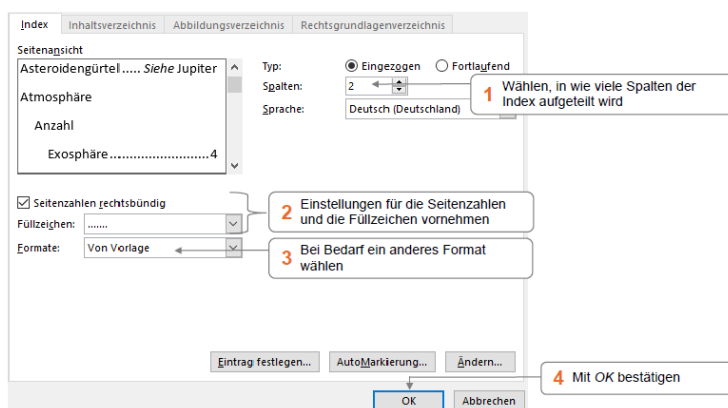 Index Inhaltsverzeichnis Abbildungsverzeichnis Rechtsgrundlagenverzeichnis
Seitenansicht
Asteroidengürtel ..... Siehe Jupiter
Atmosphäre
Anzahl
Exosphäre.........................4
Typ: Eingezogen Fortlaufend
Spalten: 2
Sprache: Deutsch (Deutschland)
1 Wählen, in wie viele Spalten der
Index aufgeteilt wird
Seitenzahlen rechtsbündig
Füllzeichen: .......
2 Einstellungen für die Seitenzahlen
und die Füllzeichen vornehmen
Formate: Von Vorlage
3 Bei Bedarf ein anderes Format
wählen
Eintrag festlegen... AutoMarkierung... Ändern...
4 Mit OK bestätigen
OK Abbrechen